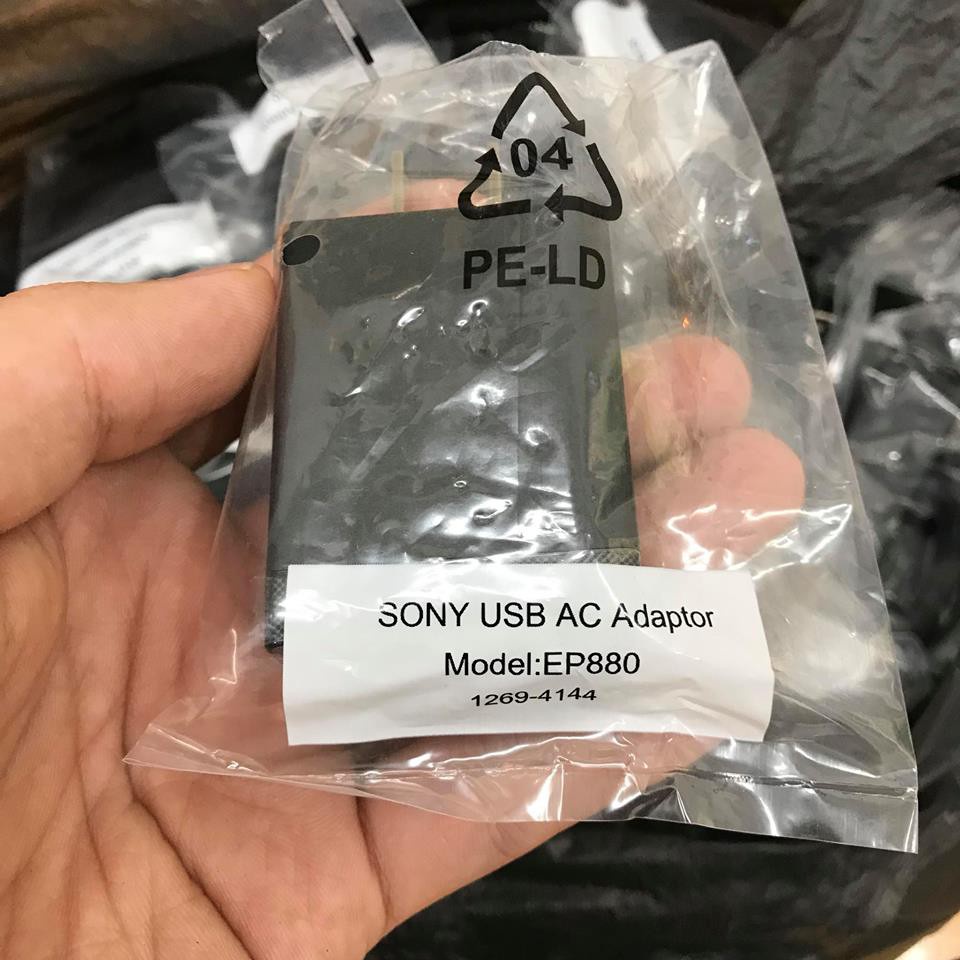 04
PE-LD
SONY USB AC Adaptor
Model:EP880
1269-4144